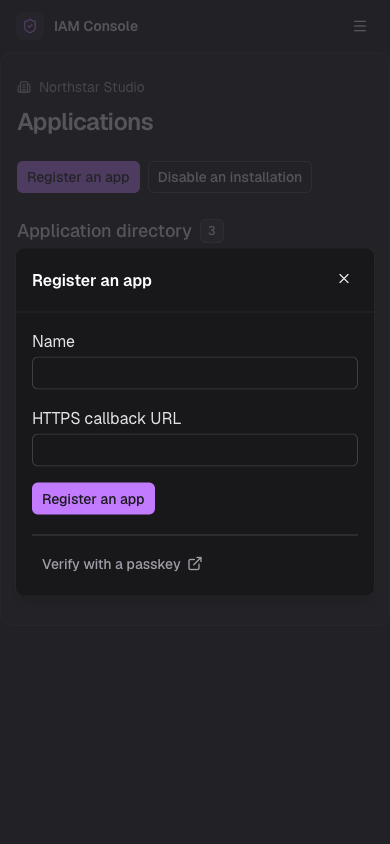 IAM Console
Northstar Studio
Applications
Register an app
Disable an installation
Application directory 3
Register an app
Name
HTTPS callback URL
Register an app
Verify with a passkey